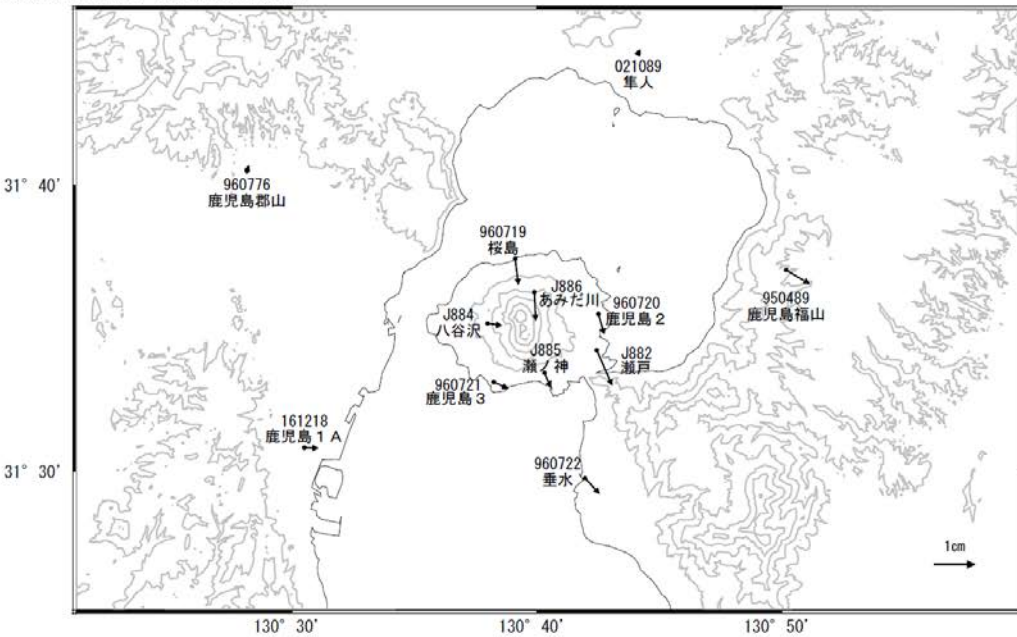 021089
隼人
31° 40′
960776
鹿児島郡山
960719
桜島
J886
あみだ川
960720
鹿児島２
950489
鹿児島福山
J884
八谷沢
J885
瀬ノ神
J882
瀬戸
960721
鹿児島３
161218
鹿児島１Ａ
31° 30′
960722
垂水
1cm
130° 30′
130° 40′
130° 50′